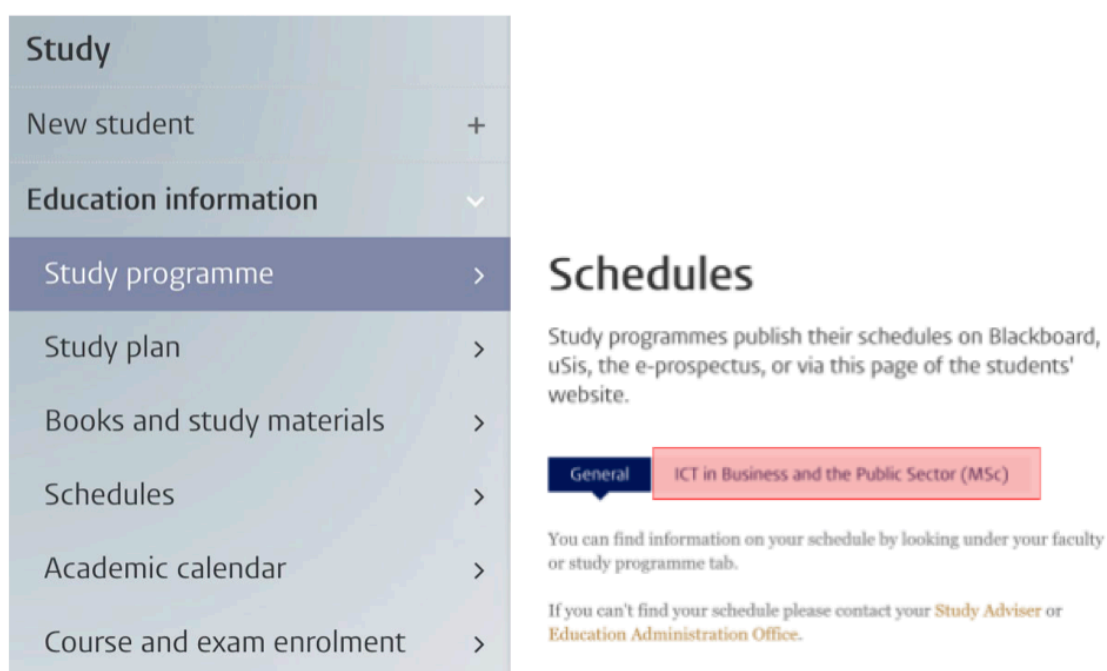 Study
New student
Education information
Study programme
Study plan
Books and study materials
Schedules
Academic calendar
Course and exam enrolment
Schedules
Study programmes publish their schedules on Blackboard,
uSis, the e-prospectus, or via this page of the students'
website.
General
ICT in Business and the Public Sector (MSc)
You can find information on your schedule by looking under your faculty
or study programme tab.
If you can't find your schedule please contact your Study Adviser or
Education Administration Office.